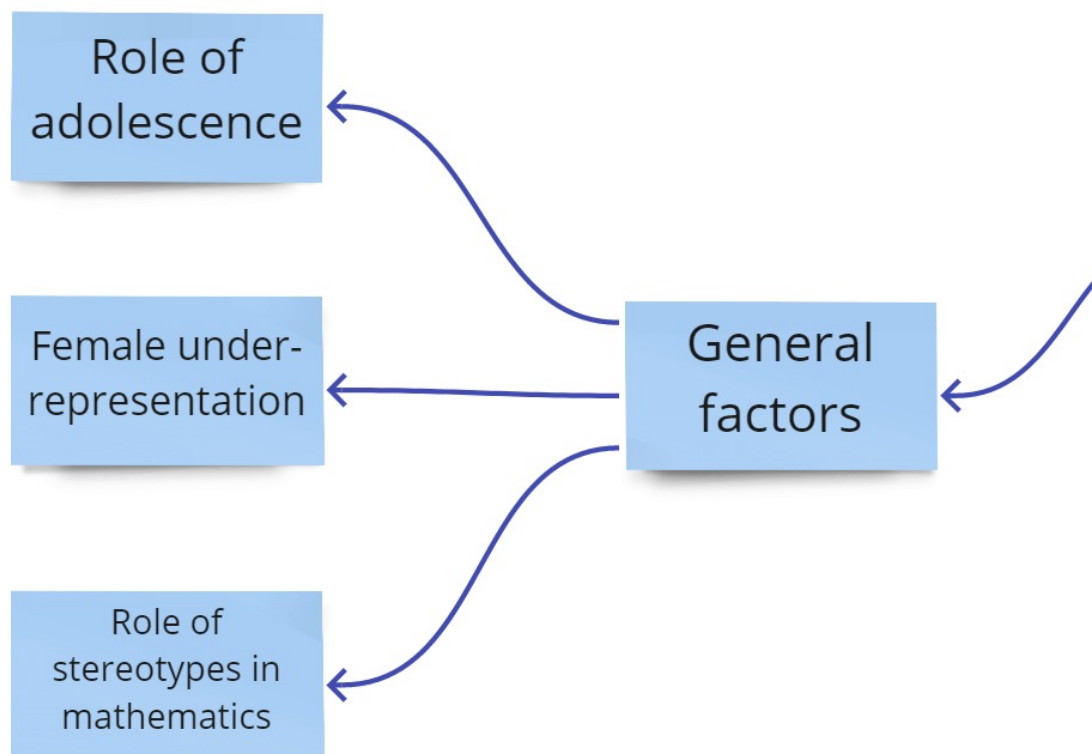 Role of
adolescence
Female under-
representation
General
factors
Role of
stereotypes in
mathematics